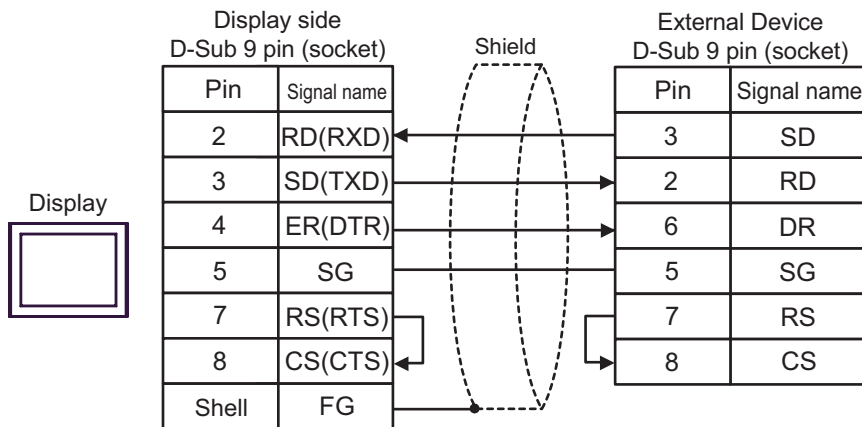 Display side
D-Sub 9 pin (socket)
Shield
External Device
D-Sub 9 pin (socket)
Pin Signal name
Pin Signal name
2 RD(RXD)
3 SD
3 SD(TXD)
2 RD
Display
4 ER(DTR)
6 DR
5 SG
5 SG
7 RS(RTS)
7 RS
8 CS(CTS)
8 CS
Shell FG